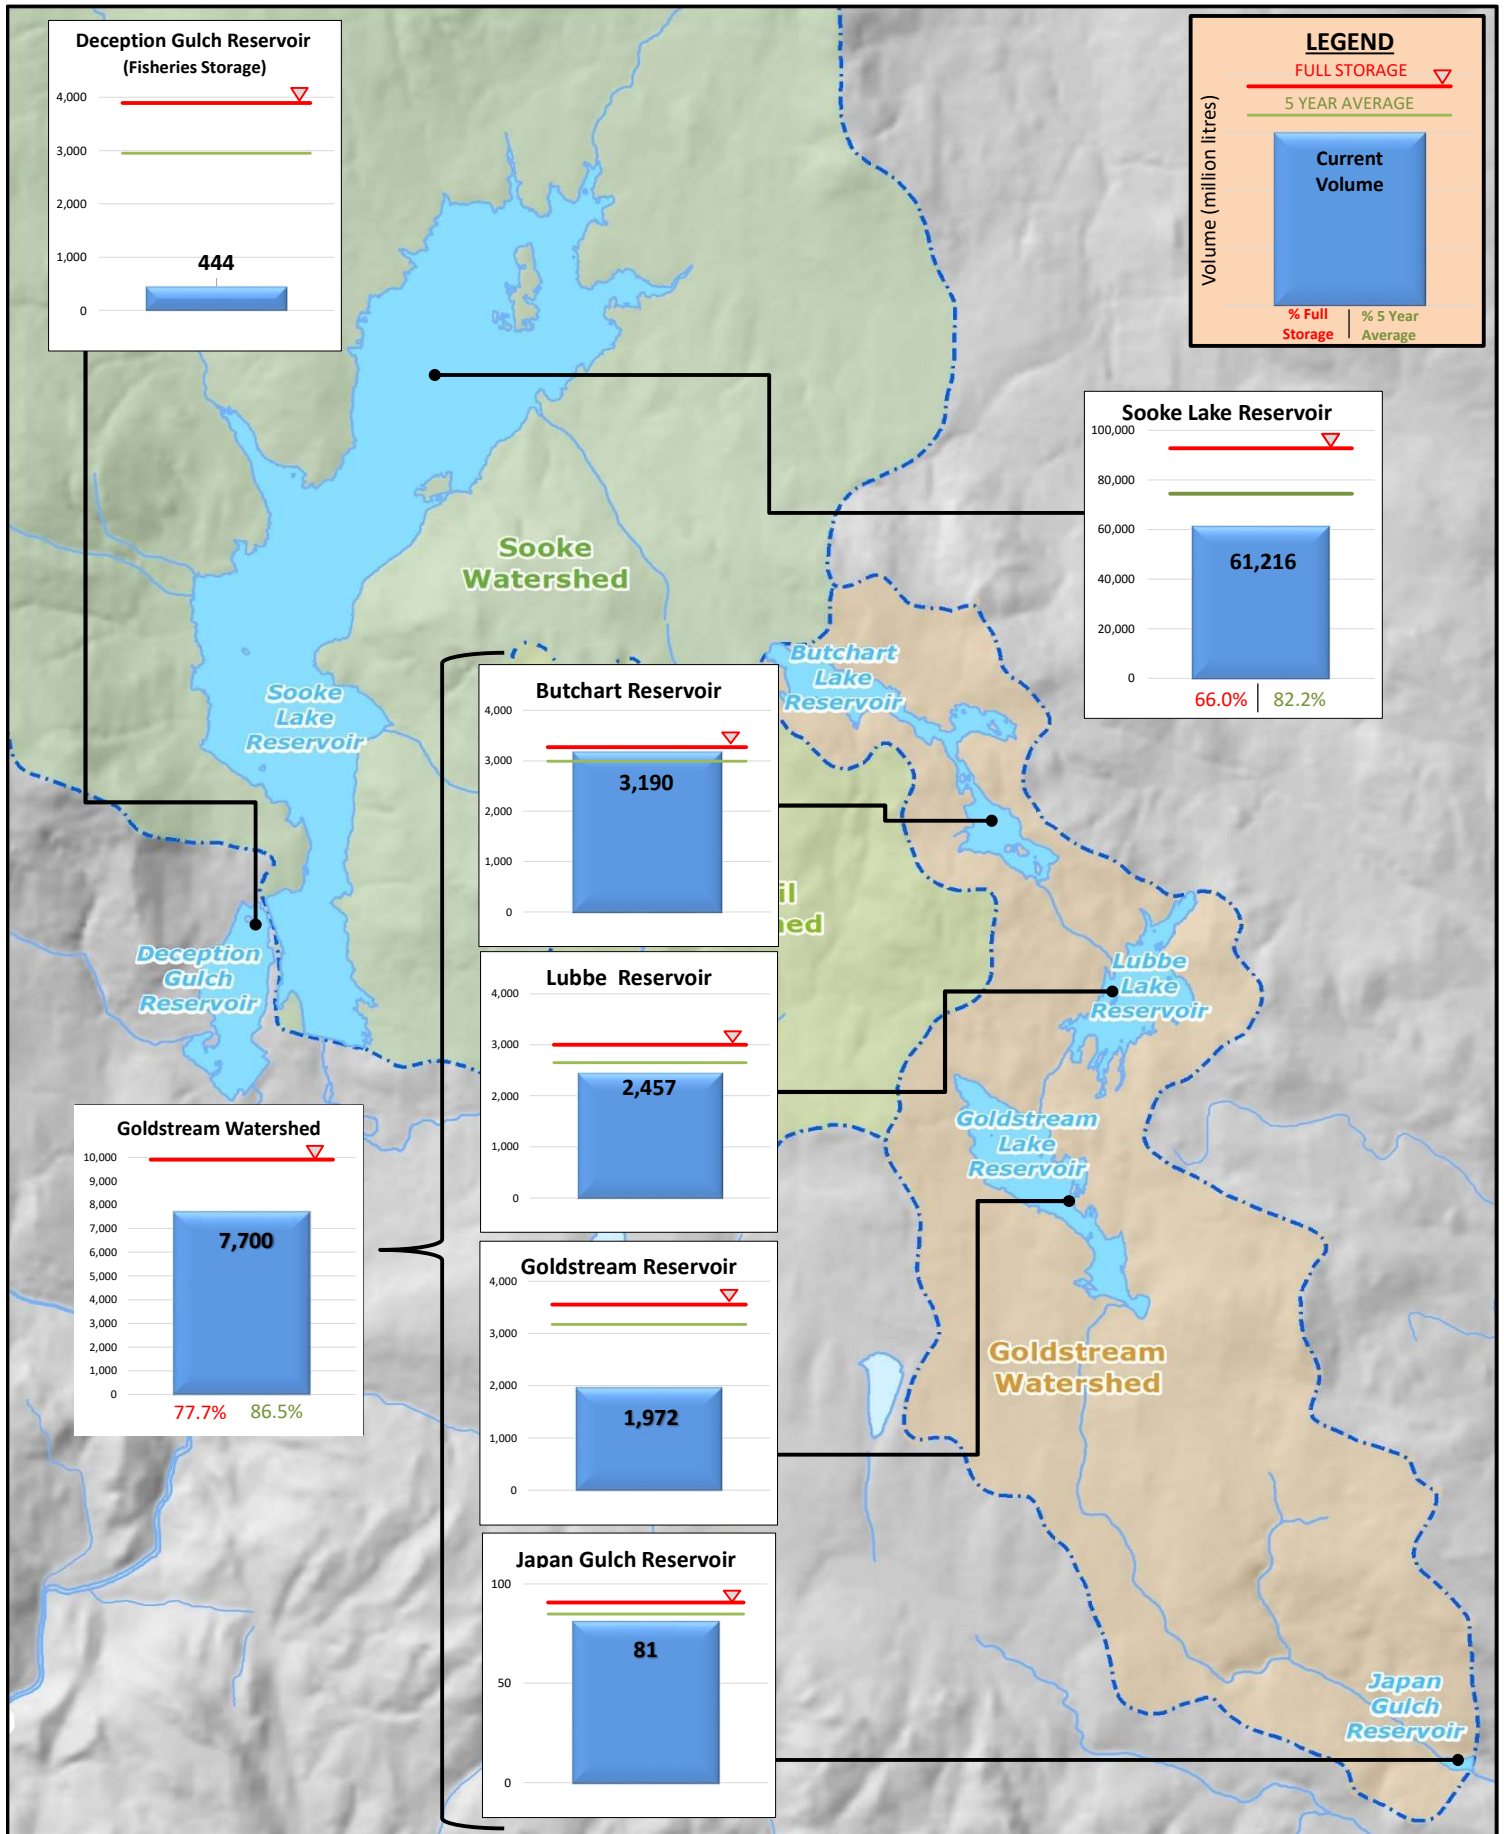 Deception Gulch Reservoir
(Fisheries Storage)
4,000
3,000
2,000
1,000
0
444
LEGEND
FULL STORAGE
5 YEAR AVERAGE
Volume (million litres)
Current
Volume
% Full
Storage
% 5 Year
Average
Sooke Lake Reservoir
100,000
80,000
60,000
40,000
20,000
0
61,216
66.0%
82.2%
Sooke
Watershed
Sooke
Lake
Reservoir
Butchart
Lake
Reservoir
Butchart Reservoir
4,000
3,000
2,000
1,000
0
3,190
il
ed
Deception
Gulch
Reservoir
Lubbe
Lake
Reservoir
Lubbe Reservoir
4,000
3,000
2,000
1,000
0
2,457
Goldstream
Lake
Reservoir
Goldstream Watershed
10,000
9,000
8,000
7,000
6,000
5,000
4,000
3,000
2,000
1,000
0
7,700
77.7%
86.5%
Goldstream Reservoir
4,000
3,000
2,000
1,000
0
1,972
Goldstream
Watershed
Japan Gulch Reservoir
100
50
0
81
Japan
Gulch
Reservoir